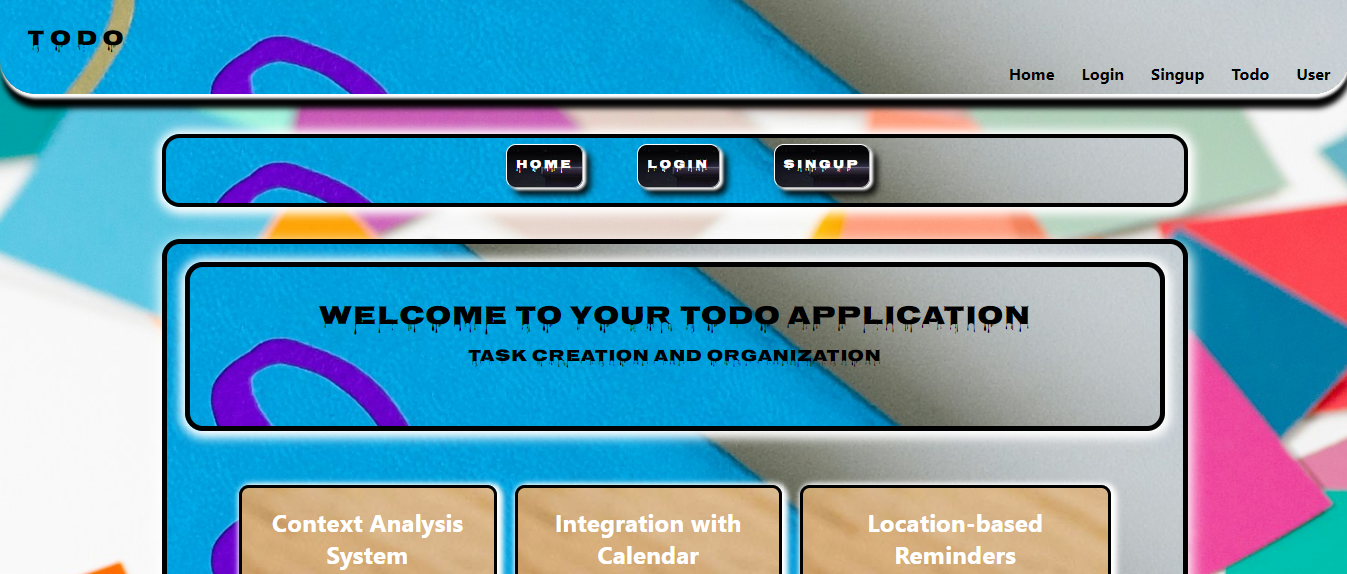 TODO
Home Login Singup Todo User
HOME LOGIN SINGUP
WELCOME TO YOUR TODO APPLICATION
TASK CREATION AND ORGANIZATION
Context Analysis
System
Integration with
Calendar
Location-based
Reminders